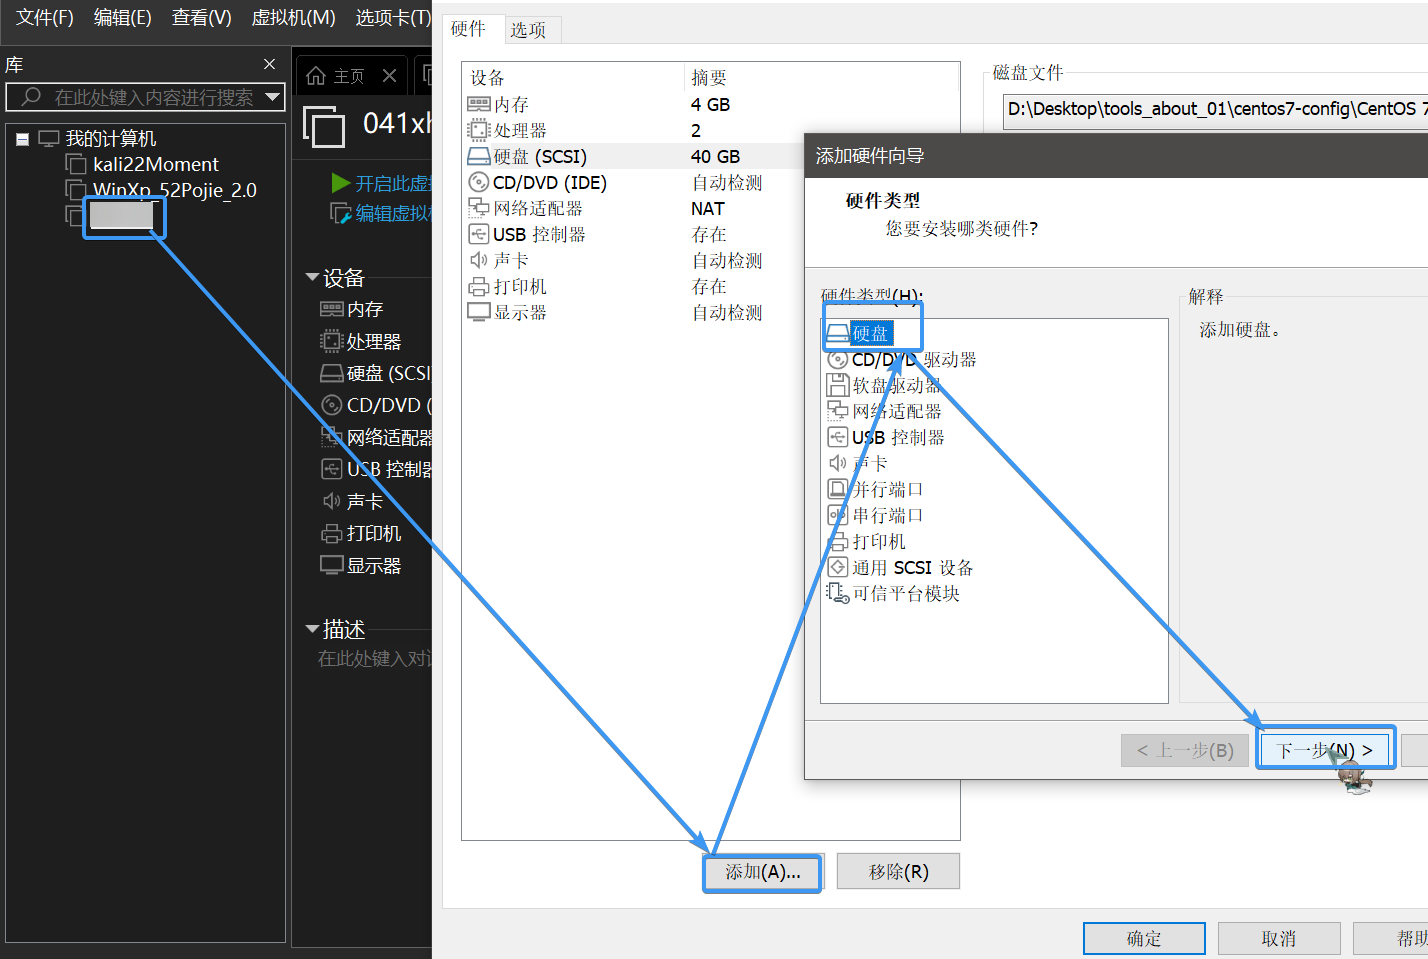 文件(F) 编辑(E) 查看(V) 虚拟机(M) 选项卡(T)
库
在此处键入内容进行搜索
我的计算机
kali22Moment
WinXp_52Pojie_2.0
主页
041xh
开启此虚拟
编辑虚拟机
设备
内存
处理器
硬盘 (SCSI
CD/DVD (
网络适配器
USB 控制器
声卡
打印机
显示器
描述
在此处键入对该
硬件 选项
设备 摘要
内存 4 GB
处理器 2
硬盘 (SCSI) 40 GB
CD/DVD (IDE) 自动检测
网络适配器 NAT
USB 控制器 存在
声卡 自动检测
打印机 存在
显示器 自动检测
添加(A)... 移除(R)
磁盘文件
D:\Desktop\tools_about_01\centos7-config\CentOS 7
添加硬件向导
硬件类型
您要安装哪类硬件?
硬件类型(H):
硬盘
CD/DVD 驱动器
软盘驱动器
网络适配器
USB 控制器
声卡
并行端口
串行端口
打印机
通用 SCSI 设备
可信平台模块
解释
添加硬盘。
< 上一步(B) 下一步(N) >
确定 取消 帮助